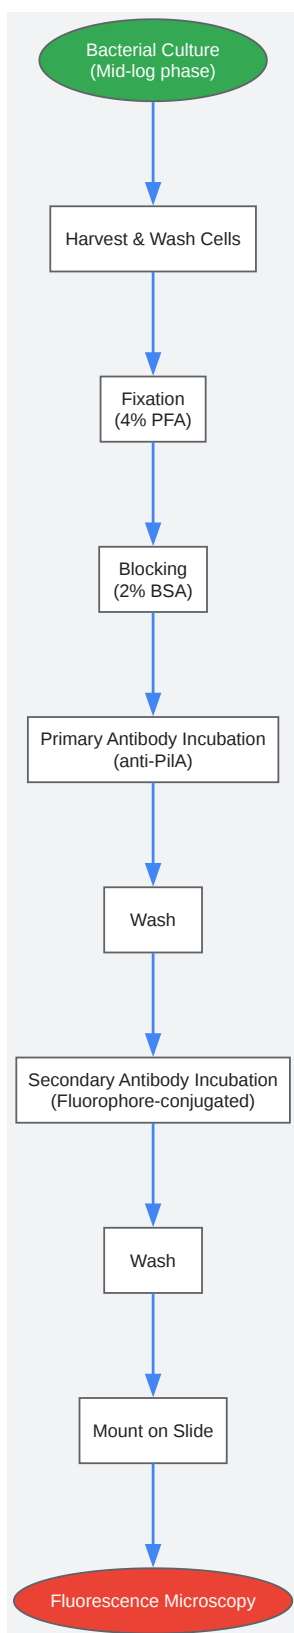 Bacterial Culture
(Mid-log phase)
Harvest & Wash Cells
Fixation
(4% PFA)
Blocking
(2% BSA)
Primary Antibody Incubation
(anti-PilA)
Wash
Secondary Antibody Incubation
(Fluorophore-conjugated)
Wash
Mount on Slide
Fluorescence Microscopy